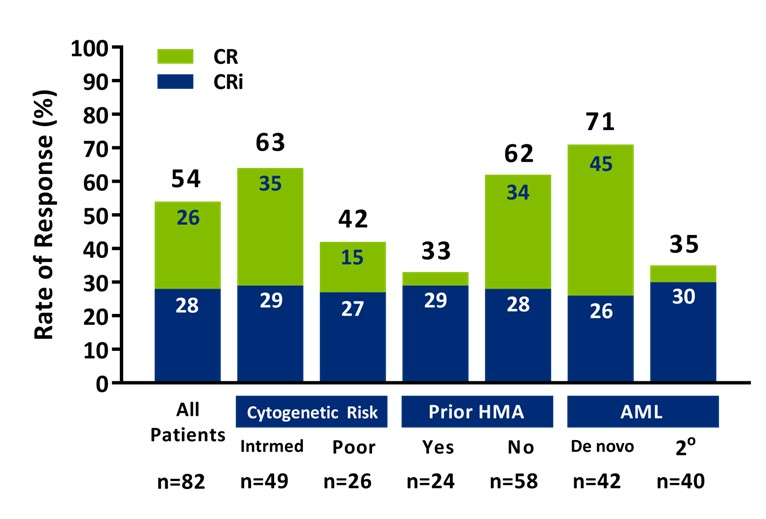 100
90
80
70
60
50
40
30
20
10
0
Rate of Response (%)
CR
CRi
54
26
28
63
35
29
42
15
27
33
29
62
34
28
71
45
26
35
30
All
Patients
Cytogenetic Risk
Prior HMA
AML
Intrmed
Poor
Yes
No
De novo
2º
n=82
n=49
n=26
n=24
n=58
n=42
n=40